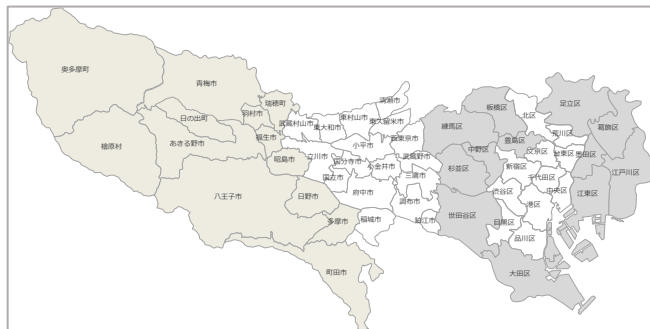 奥多摩町
青梅市
瑞穂町
羽村市
日の出町
檜原村
あきる野市
福生市
武蔵村山市
東大和市
東村山市
清瀬市
東久留米市
西東京市
小平市
昭島市
立川市
国分寺市
小金井市
武蔵野市
国立市
三鷹市
八王子市
日野市
府中市
調布市
多摩市
稲城市
狛江市
町田市
板橋区
北区
足立区
練馬区
豊島区
荒川区
葛飾区
中野区
文京区
台東区
墨田区
杉並区
新宿区
千代田区
江戸川区
渋谷区
中央区
江東区
港区
世田谷区
目黒区
品川区
大田区